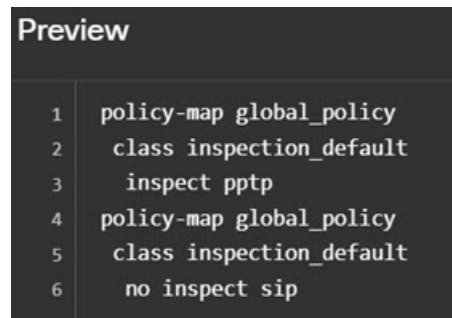 Preview
1 policy-map global_policy
2 class inspection_default
3 inspect pptp
4 policy-map global_policy
5 class inspection_default
6 no inspect sip